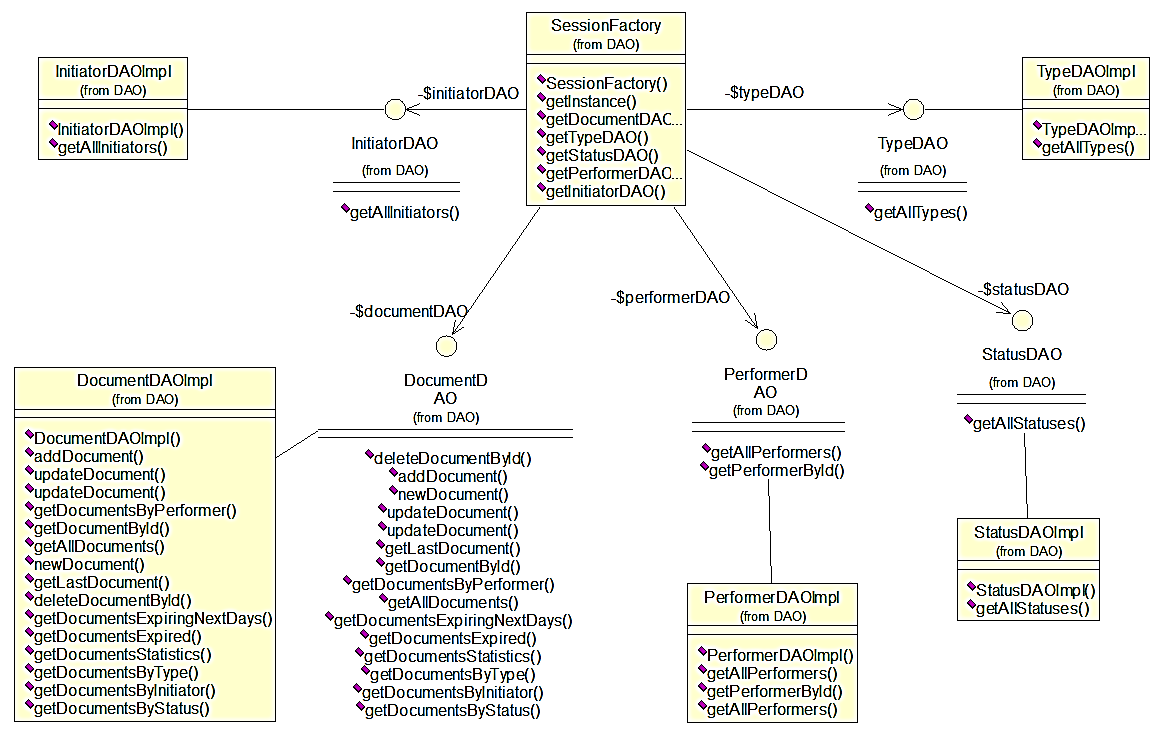 SessionFactory
(from DAO)
SessionFactory()
getInstance()
getDocumentDAO...
getTypeDAO()
getStatusDAO()
getPerformerDAO...
getInitiatorDAO()
InitiatorDAOImpl
(from DAO)
InitiatorDAOImpl()
getAllInitiators()
-$initiatorDAO
InitiatorDAO
(from DAO)
getAllInitiators()
-$typeDAO
TypeDAO
(from DAO)
getAllTypes()
TypeDAOImpl
(from DAO)
TypeDAOImp...
getAllTypes()
-$documentDAO
-$performerDAO
-$statusDAO
DocumentDAOImpl
(from DAO)
DocumentDAOImpl()
addDocument()
updateDocument()
updateDocument()
getDocumentsByPerformer()
getDocumentById()
getAllDocuments()
newDocument()
getLastDocument()
deleteDocumentById()
getDocumentsExpiringNextDays()
getDocumentsExpired()
getDocumentsStatistics()
getDocumentsByType()
getDocumentsByInitiator()
getDocumentsByStatus()
DocumentD
AO
(from DAO)
deleteDocumentById()
addDocument()
newDocument()
updateDocument()
updateDocument()
getLastDocument()
getDocumentById()
getDocumentsByPerformer()
getAllDocuments()
getDocumentsExpiringNextDays()
getDocumentsExpired()
getDocumentsStatistics()
getDocumentsByType()
getDocumentsByInitiator()
getDocumentsByStatus()
PerformerD
AO
(from DAO)
getAllPerformers()
getPerformerById()
PerformerDAOImpl
(from DAO)
PerformerDAOImpl()
getAllPerformers()
getPerformerById()
getAllPerformers()
StatusDAO
(from DAO)
getAllStatuses()
StatusDAOImpl
(from DAO)
StatusDAOImpl()
getAllStatuses()